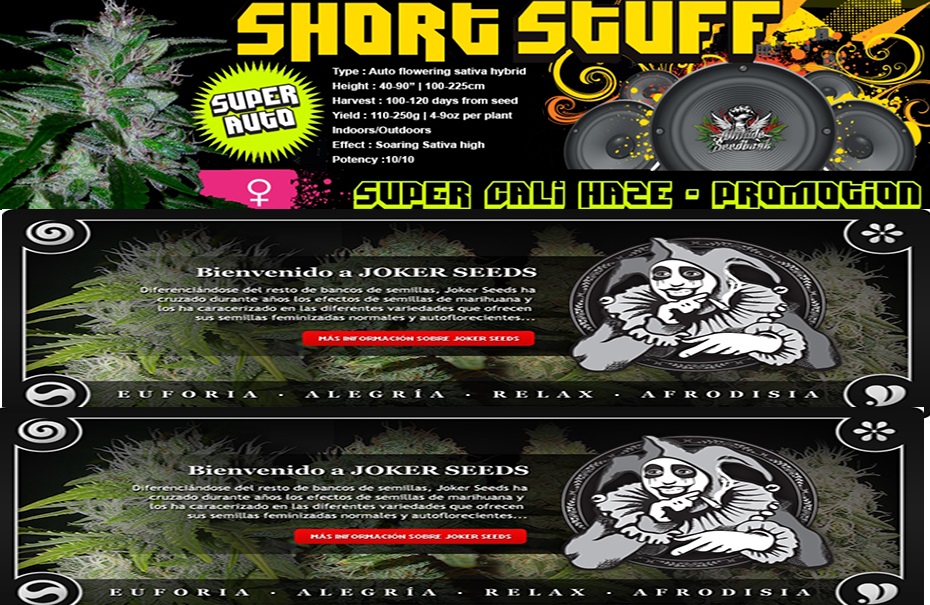 SHORT STUFF
SUPER
AUTO
Type : Auto flowering sativa hybrid
Height : 40-90" | 100-225cm
Harvest : 100-120 days from seed
Yield : 110-250g | 4-9oz per plant
Indoors/Outdoors
Effect : Soaring Sativa high
Potency :10/10
Attitude
Seedbank
SUPER CALI HAZE - PROMOTION
Bienvenido a JOKER SEEDS
Diferenciándose del resto de bancos de semillas, Joker Seeds ha
cruzado durante años los efectos de semillas de marihuana y
los ha caracerizado en las diferentes variedades que ofrecen
sus semillas feminizadas normales y autoflorecientes...
MÁS INFORMACIÓN SOBRE JOKER SEEDS
EUFORIA · ALEGRÍA · RELAX · AFRODISIA
Bienvenido a JOKER SEEDS
Diferenciándose del resto de bancos de semillas, Joker Seeds ha
cruzado durante años los efectos de semillas de marihuana y
los ha caracerizado en las diferentes variedades que ofrecen
sus semillas feminizadas normales y autoflorecientes...
MÁS INFORMACIÓN SOBRE JOKER SEEDS
EUFORIA · ALEGRÍA · RELAX · AFRODISIA